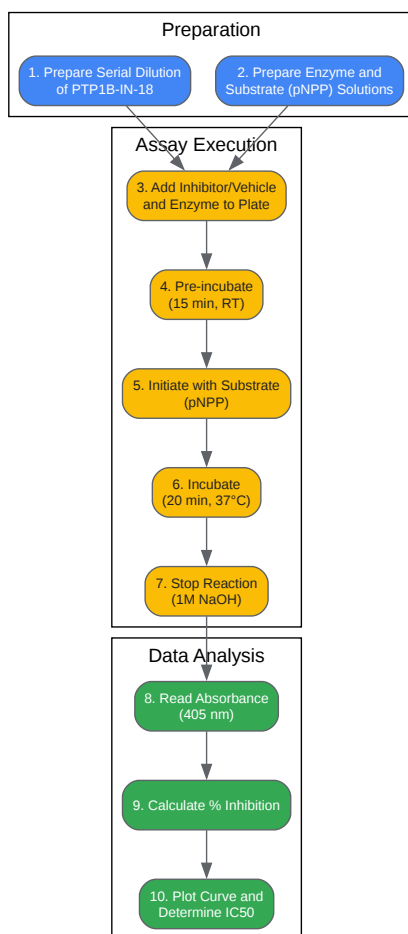 Preparation
1. Prepare Serial Dilution
of PTP1B-IN-18
2. Prepare Enzyme and
Substrate (pNPP) Solutions
Assay Execution
3. Add Inhibitor/Vehicle
and Enzyme to Plate
4. Pre-incubate
(15 min, RT)
5. Initiate with Substrate
(pNPP)
6. Incubate
(20 min, 37°C)
7. Stop Reaction
(1M NaOH)
Data Analysis
8. Read Absorbance
(405 nm)
9. Calculate % Inhibition
10. Plot Curve and
Determine IC50